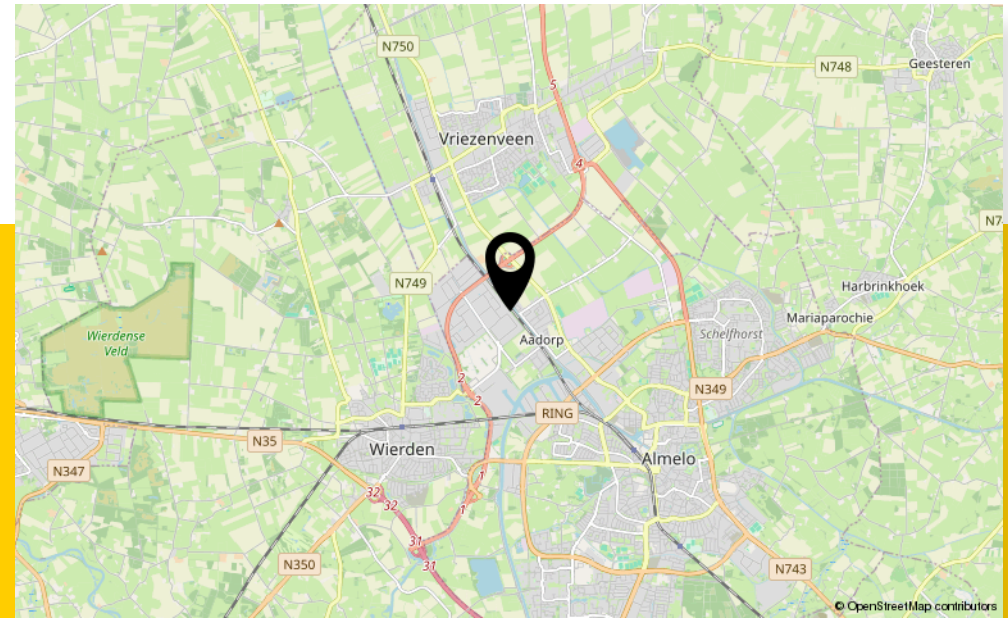 N750
5
N748
Geesteren
Vriezenveen
4
N7
N749
Harbrinkhoek
Mariaparochie
Wierdense
Veld
Aadorp
Schelfhorst
2
2
N349
RING
N35
Wierden
Almelo
N347
1
32
32
1
31
31
N350
N743
© OpenStreetMap contributors